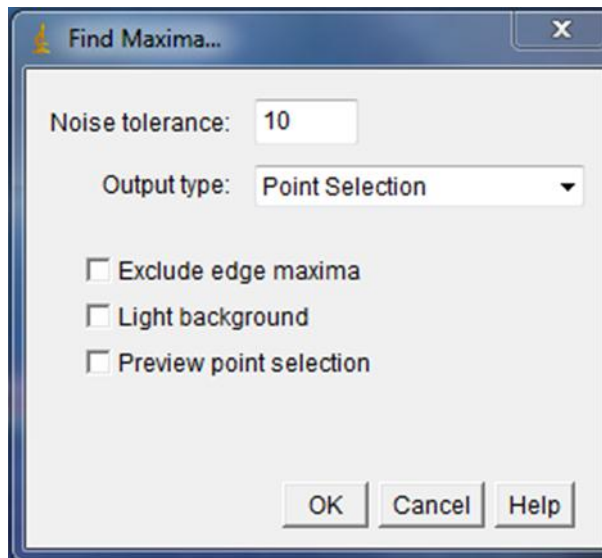 Find Maxima...
X
Noise tolerance: 10
Output type: Point Selection
Exclude edge maxima
Light background
Preview point selection
OK Cancel Help